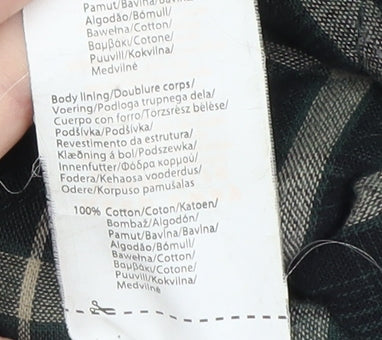 Pamut/Bavlna/Bavlna/
Algodão/Bómull/
Bawełna/Cotton/
Βαμβάκι/Cotone/
Puuvill/Kokvilna/
Medvilnė
Body lining/Doublure corps/
Voering/Podloga trupnega dela/
Cuerpo con forro/Törzsrész bélése/
Podšívka/Podšívka/
Revestimento da estrutura/
Klæðning á bol/Podszewka/
Innenfutter/Φόδρα κορμού/
Fodera/Kehaosa vooderdus/
Odere/Korpuso pamušalas
100% Cotton/Coton/Katoen/
Bombaž/Algodón/
Pamut/Bavlna/Bavlna/
Algodão/Bómull/
Bawełna/Cotton/
Βαμβάκι/Cotone/
Puuvill/Kokvilna/
Medvilnė